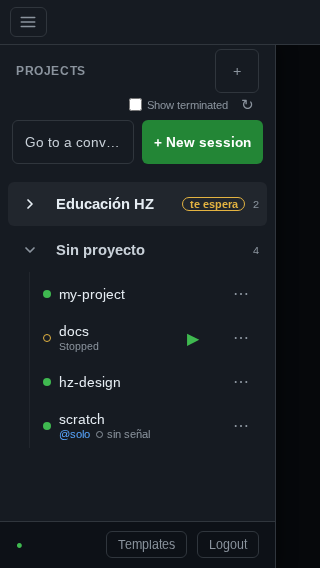 PROJECTS
+
Show terminated ↻
Go to a conv…
+ New session
Educación HZ te espera 2
Sin proyecto 4
my-project ⋯
docs ⋯
Stopped
hz-design ⋯
scratch ⋯
@solo sin señal
Templates Logout